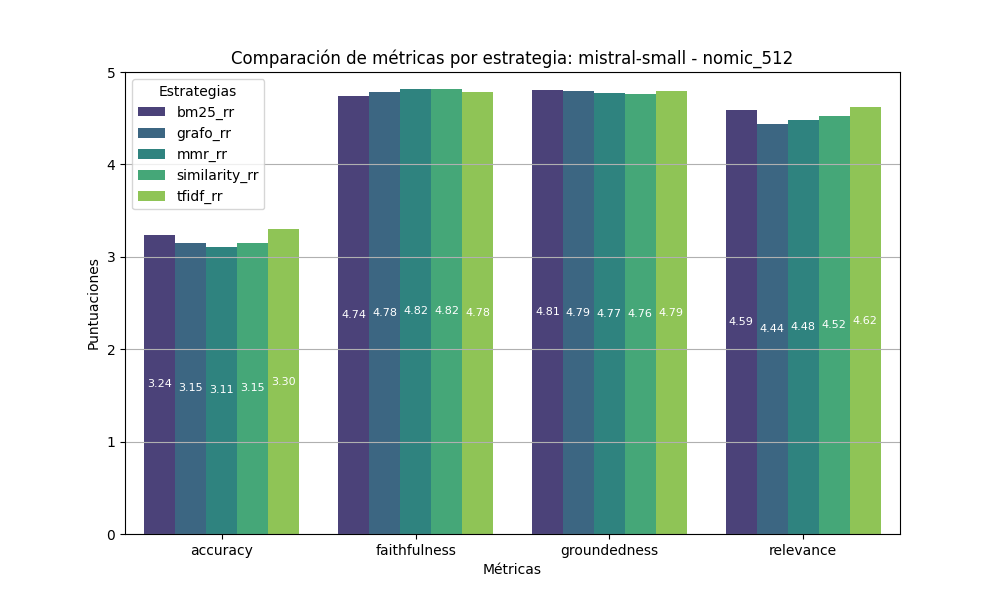 Comparación de métricas por estrategia: mistral-small - nomic_512
Estrategias
bm25_rr
grafo_rr
mmr_rr
similarity_rr
tfidf_rr
Puntuaciones
5
4
3
2
1
0
3.24 3.15 3.11 3.15 3.30
4.74 4.78 4.82 4.82 4.78
4.81 4.79 4.77 4.76 4.79
4.59 4.44 4.48 4.52 4.62
accuracy faithfulness groundedness relevance
Métricas